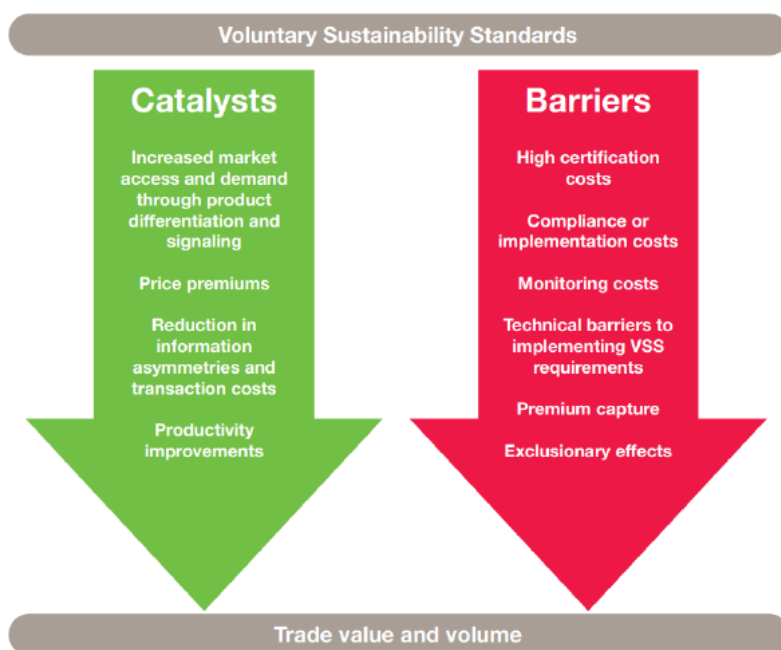 Voluntary Sustainability Standards
Catalysts
Increased market
access and demand
through product
differentiation and
signaling
Price premiums
Reduction in
information
asymmetries and
transaction costs
Productivity
improvements
Barriers
High certification
costs
Compliance or
implementation costs
Monitoring costs
Technical barriers to
implementing VSS
requirements
Premium capture
Exclusionary effects
Trade value and volume